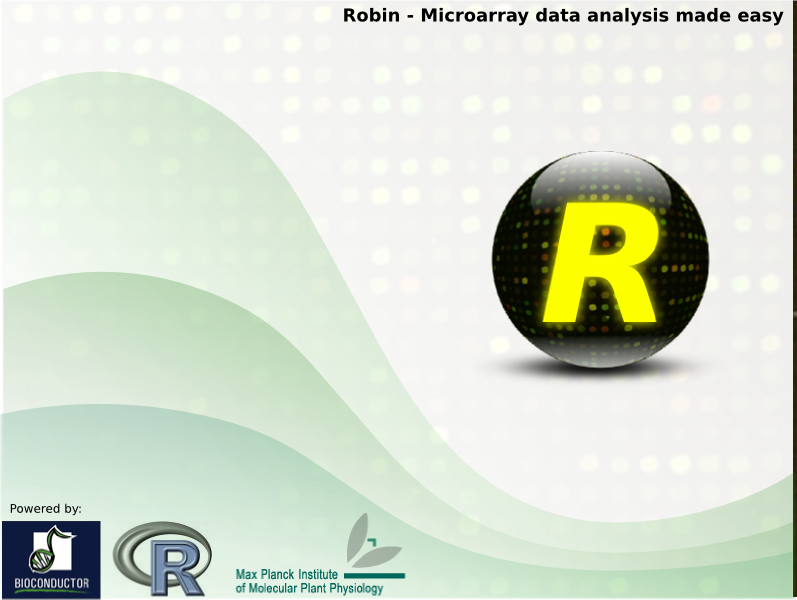 Robin - Microarray data analysis made easy
R
Powered by:
BIOCONDUCTOR
R
Max Planck Institute
of Molecular Plant Physiology